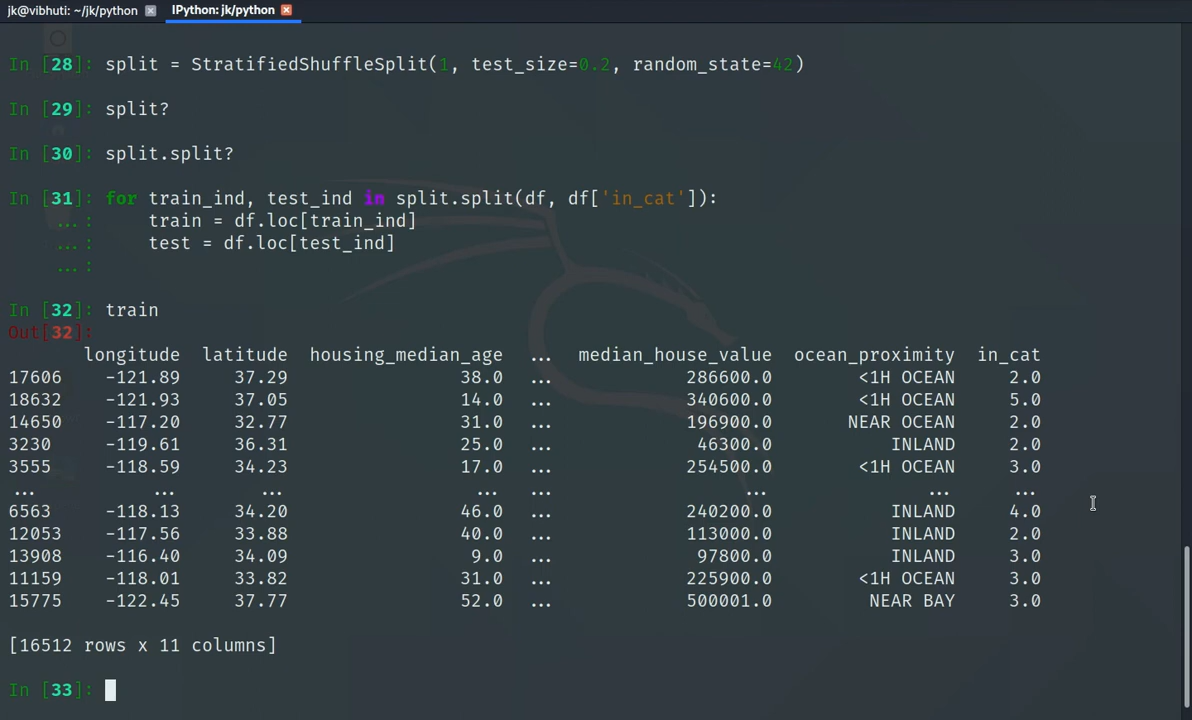 jk@vibhuti: ~/jk/python IPython: jk/python
In [28]: split = StratifiedShuffleSplit(1, test_size=0.2, random_state=42)
In [29]: split?
In [30]: split.split?
In [31]: for train_ind, test_ind in split.split(df, df['in_cat']):
...: train = df.loc[train_ind]
...: test = df.loc[test_ind]
...:
In [32]: train
Out[32]:
longitude latitude housing_median_age ... median_house_value ocean_proximity in_cat
17606 -121.89 37.29 38.0 ... 286600.0 <1H OCEAN 2.0
18632 -121.93 37.05 14.0 ... 340600.0 <1H OCEAN 5.0
14650 -117.20 32.77 31.0 ... 196900.0 NEAR OCEAN 2.0
3230 -119.61 36.31 25.0 ... 46300.0 INLAND 2.0
3555 -118.59 34.23 17.0 ... 254500.0 <1H OCEAN 3.0
... ... ... ... ... ... ... ...
6563 -118.13 34.20 46.0 ... 240200.0 INLAND 4.0
12053 -117.56 33.88 40.0 ... 113000.0 INLAND 2.0
13908 -116.40 34.09 9.0 ... 97800.0 INLAND 3.0
11159 -118.01 33.82 31.0 ... 225900.0 <1H OCEAN 3.0
15775 -122.45 37.77 52.0 ... 500001.0 NEAR BAY 3.0
[16512 rows x 11 columns]
In [33]: